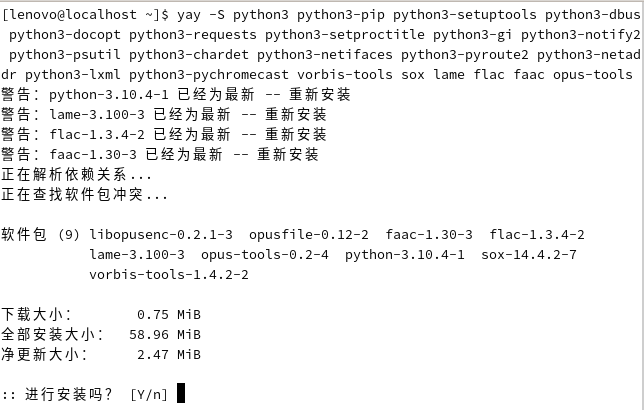 [lenovo@localhost ~]$ yay -S python3 python3-pip python3-setuptools python3-dbus
python3-docopt python3-requests python3-setproctitle python3-gi python3-notify2
python3-psutil python3-chardet python3-netifaces python3-pyroute2 python3-netad
dr python3-lxml python3-pychromecast vorbis-tools sox lame flac faac opus-tools
警告：python-3.10.4-1 已经为最新 -- 重新安装
警告：lame-3.100-3 已经为最新 -- 重新安装
警告：flac-1.3.4-2 已经为最新 -- 重新安装
警告：faac-1.30-3 已经为最新 -- 重新安装
正在解析依赖关系...
正在查找软件包冲突...
软件包 (9) libopusenc-0.2.1-3 opusfile-0.12-2 faac-1.30-3 flac-1.3.4-2
lame-3.100-3 opus-tools-0.2-4 python-3.10.4-1 sox-14.4.2-7
vorbis-tools-1.4.2-2
下载大小： 0.75 MiB
全部安装大小： 58.96 MiB
净更新大小： 2.47 MiB
:: 进行安装吗？ [Y/n]